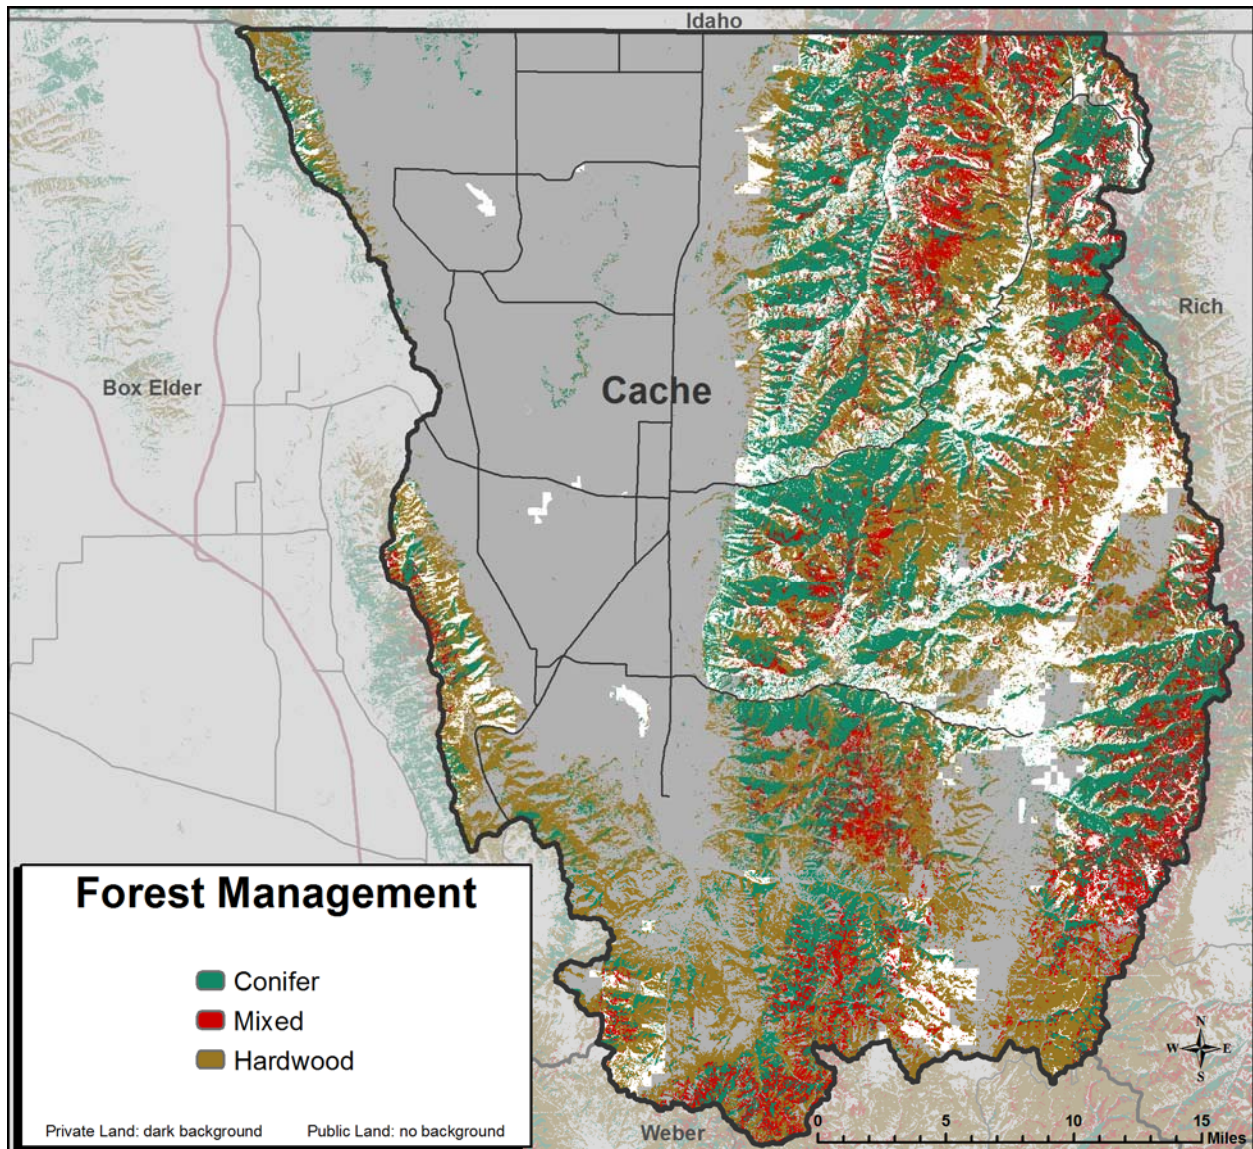 Idaho
Rich
Box Elder
Cache
Forest Management
Conifer
Mixed
Hardwood
Private Land: dark background Public Land: no background
Weber
N
W E
S
0 5 10 15
Miles